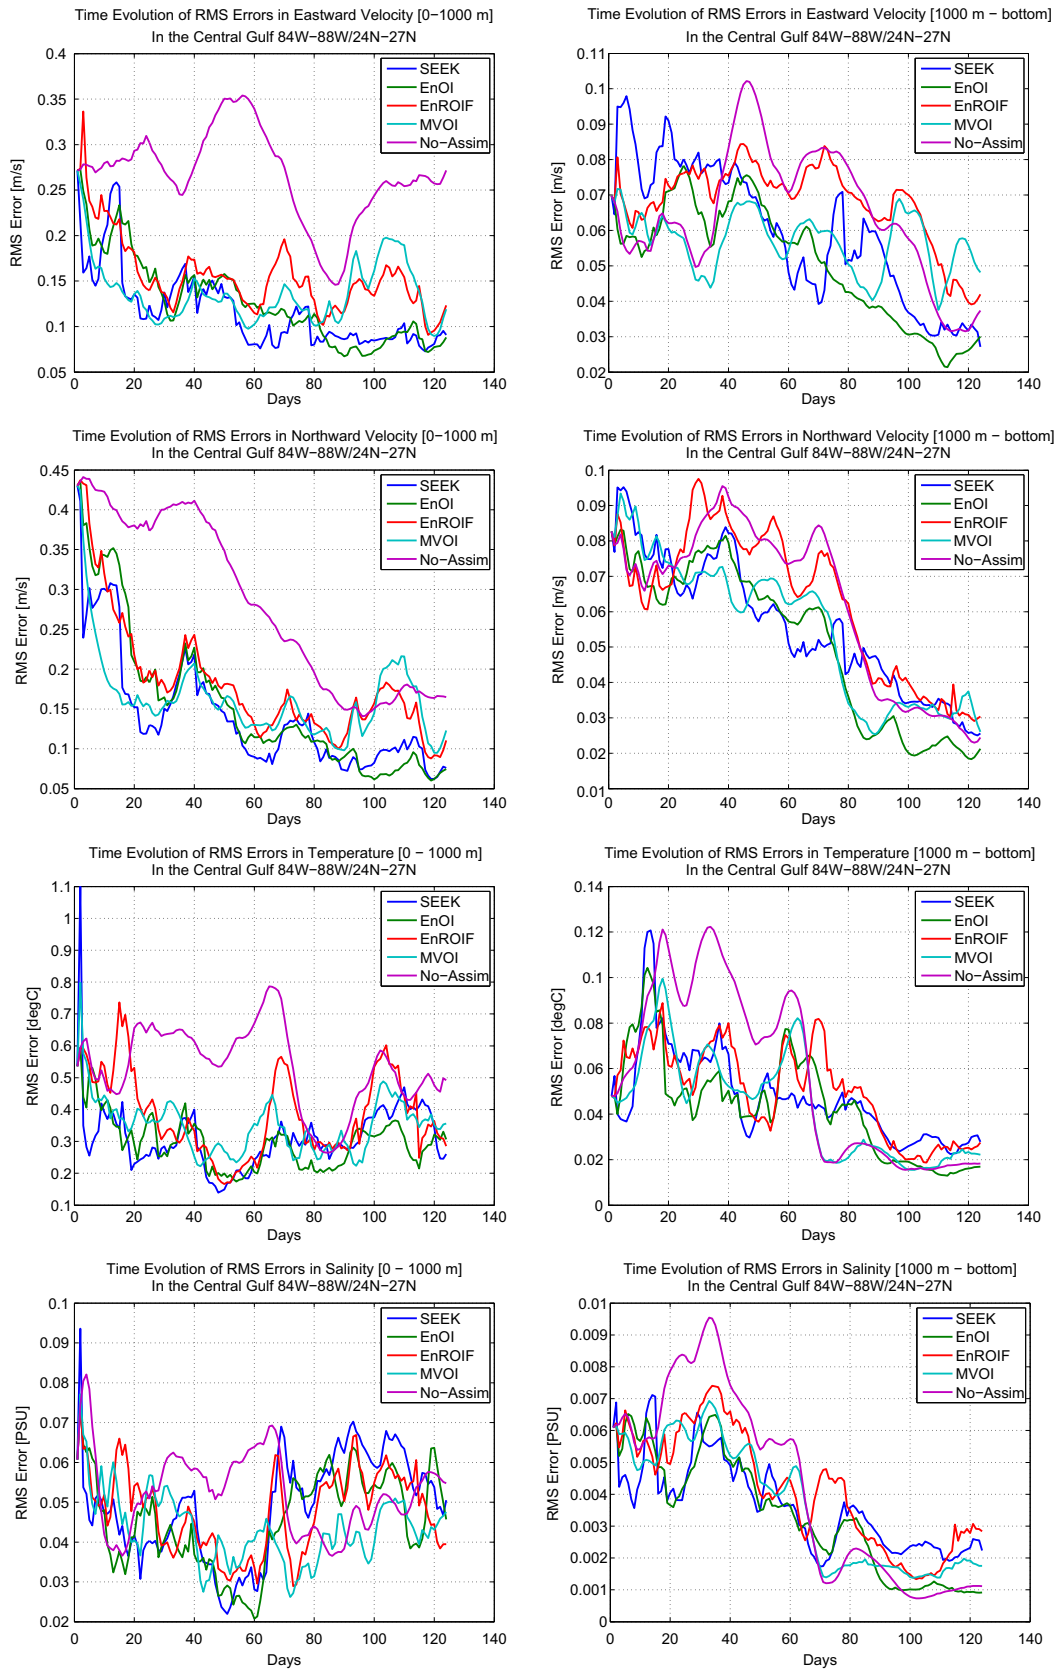 Time Evolution of RMS Errors in Eastward Velocity [0−1000 m]
In the Central Gulf 84W−88W/24N−27N
RMS Error [m/s]
0.4
0.35
0.3
0.25
0.2
0.15
0.1
0.05
0 20 40 60 80 100 120 140
Days
SEEK
EnOI
EnROIF
MVOI
No−Assim
Time Evolution of RMS Errors in Eastward Velocity [1000 m − bottom]
In the Central Gulf 84W−88W/24N−27N
RMS Error [m/s]
0.11
0.1
0.09
0.08
0.07
0.06
0.05
0.04
0.03
0.02
0 20 40 60 80 100 120 140
Days
SEEK
EnOI
EnROIF
MVOI
No−Assim
Time Evolution of RMS Errors in Northward Velocity [0−1000 m]
In the Central Gulf 84W−88W/24N−27N
RMS Error [m/s]
0.45
0.4
0.35
0.3
0.25
0.2
0.15
0.1
0.05
0 20 40 60 80 100 120 140
Days
SEEK
EnOI
EnROIF
MVOI
No−Assim
Time Evolution of RMS Errors in Northward Velocity [1000 m − bottom]
In the Central Gulf 84W−88W/24N−27N
RMS Error [m/s]
0.1
0.09
0.08
0.07
0.06
0.05
0.04
0.03
0.02
0.01
0 20 40 60 80 100 120 140
Days
SEEK
EnOI
EnROIF
MVOI
No−Assim
Time Evolution of RMS Errors in Temperature [0 − 1000 m]
In the Central Gulf 84W−88W/24N−27N
RMS Error [degC]
1.1
1
0.9
0.8
0.7
0.6
0.5
0.4
0.3
0.2
0.1
0 20 40 60 80 100 120 140
Days
SEEK
EnOI
EnROIF
MVOI
No−Assim
Time Evolution of RMS Errors in Temperature [1000 m − bottom]
In the Central Gulf 84W−88W/24N−27N
RMS Error [degC]
0.14
0.12
0.1
0.08
0.06
0.04
0.02
0
0 20 40 60 80 100 120 140
Days
SEEK
EnOI
EnROIF
MVOI
No−Assim
Time Evolution of RMS Errors in Salinity [0 − 1000 m]
In the Central Gulf 84W−88W/24N−27N
RMS Error [PSU]
0.1
0.09
0.08
0.07
0.06
0.05
0.04
0.03
0.02
0 20 40 60 80 100 120 140
Days
SEEK
EnOI
EnROIF
MVOI
No−Assim
Time Evolution of RMS Errors in Salinity [1000 m − bottom]
In the Central Gulf 84W−88W/24N−27N
RMS Error [PSU]
0.01
0.009
0.008
0.007
0.006
0.005
0.004
0.003
0.002
0.001
0
0 20 40 60 80 100 120 140
Days
SEEK
EnOI
EnROIF
MVOI
No−Assim